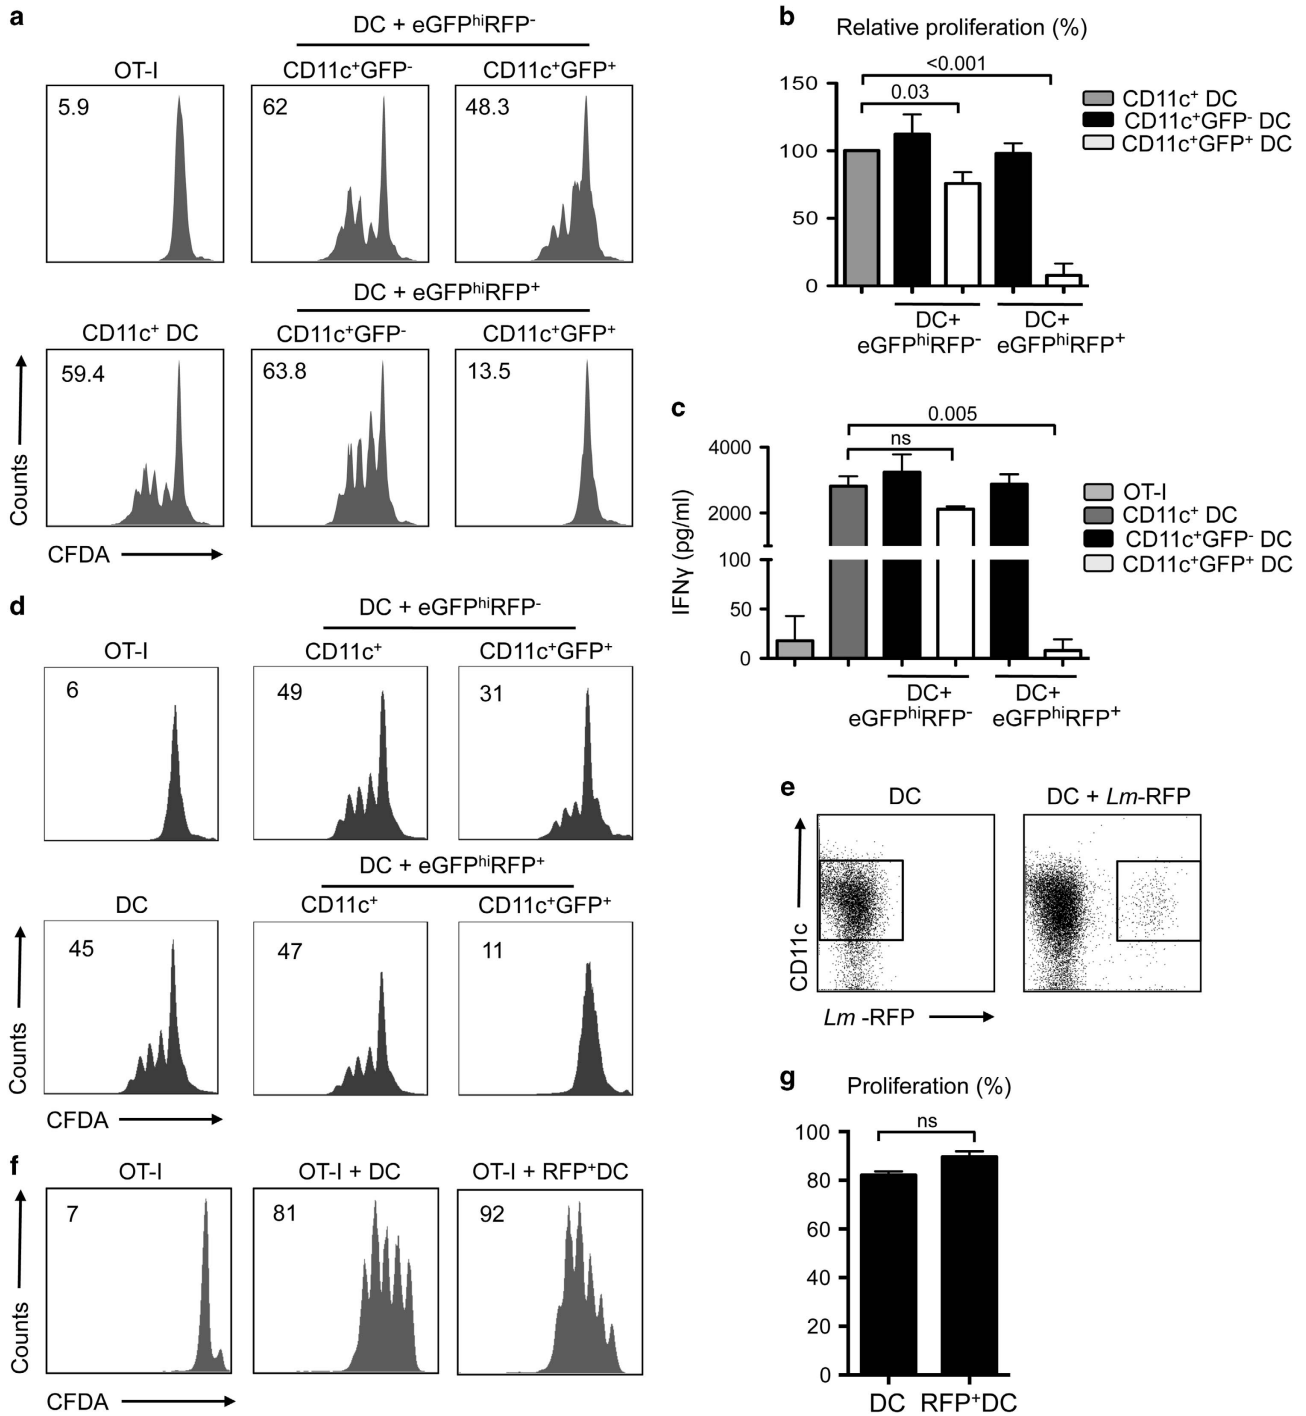 a
DC + eGFPʰⁱRFP⁻
OT-I
CD11c⁺GFP⁻
CD11c⁺GFP⁺
5.9
62
48.3
DC + eGFPʰⁱRFP⁺
CD11c⁺ DC
CD11c⁺GFP⁻
CD11c⁺GFP⁺
59.4
63.8
13.5
Counts
CFDA
b
Relative proliferation (%)
<0.001
0.03
150
100
50
0
CD11c⁺ DC
CD11c⁺GFP⁻ DC
CD11c⁺GFP⁺ DC
DC+
eGFPʰⁱRFP⁻
DC+
eGFPʰⁱRFP⁺
c
0.005
ns
IFNγ (pg/ml)
4000
2000
100
50
0
OT-I
CD11c⁺ DC
CD11c⁺GFP⁻ DC
CD11c⁺GFP⁺ DC
DC+
eGFPʰⁱRFP⁻
DC+
eGFPʰⁱRFP⁺
d
DC + eGFPʰⁱRFP⁻
OT-I
CD11c⁺
CD11c⁺GFP⁺
6
49
31
DC + eGFPʰⁱRFP⁺
DC
CD11c⁺
CD11c⁺GFP⁺
45
47
11
Counts
CFDA
e
DC
DC + Lm-RFP
CD11c
Lm -RFP
f
OT-I
OT-I + DC
OT-I + RFP⁺DC
7
81
92
Counts
CFDA
g
Proliferation (%)
ns
100
80
60
40
20
0
DC
RFP⁺DC